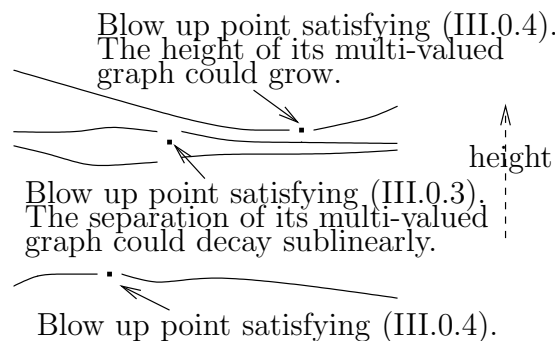 Blow up point satisfying (III.0.4).
The height of its multi-valued
graph could grow.
height
Blow up point satisfying (III.0.3).
The separation of its multi-valued
graph could decay sublinearly.
Blow up point satisfying (III.0.4).